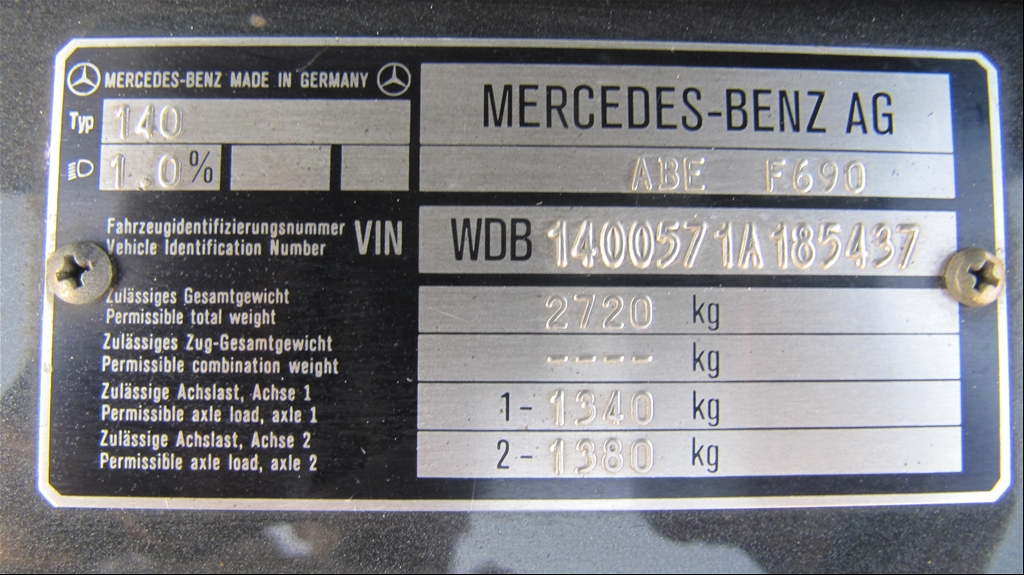 MERCEDES-BENZ MADE IN GERMANY
Typ 140
1.0%
MERCEDES-BENZ AG
ABE F690
Fahrzeugidentifizierungsnummer
Vehicle Identification Number
VIN WDB 1400571A185437
Zulässiges Gesamtgewicht
Permissible total weight
2720 kg
Zulässiges Zug-Gesamtgewicht
Permissible combination weight
---- kg
Zulässige Achslast, Achse 1
Permissible axle load, axle 1
1- 1340 kg
Zulässige Achslast, Achse 2
Permissible axle load, axle 2
2- 1380 kg